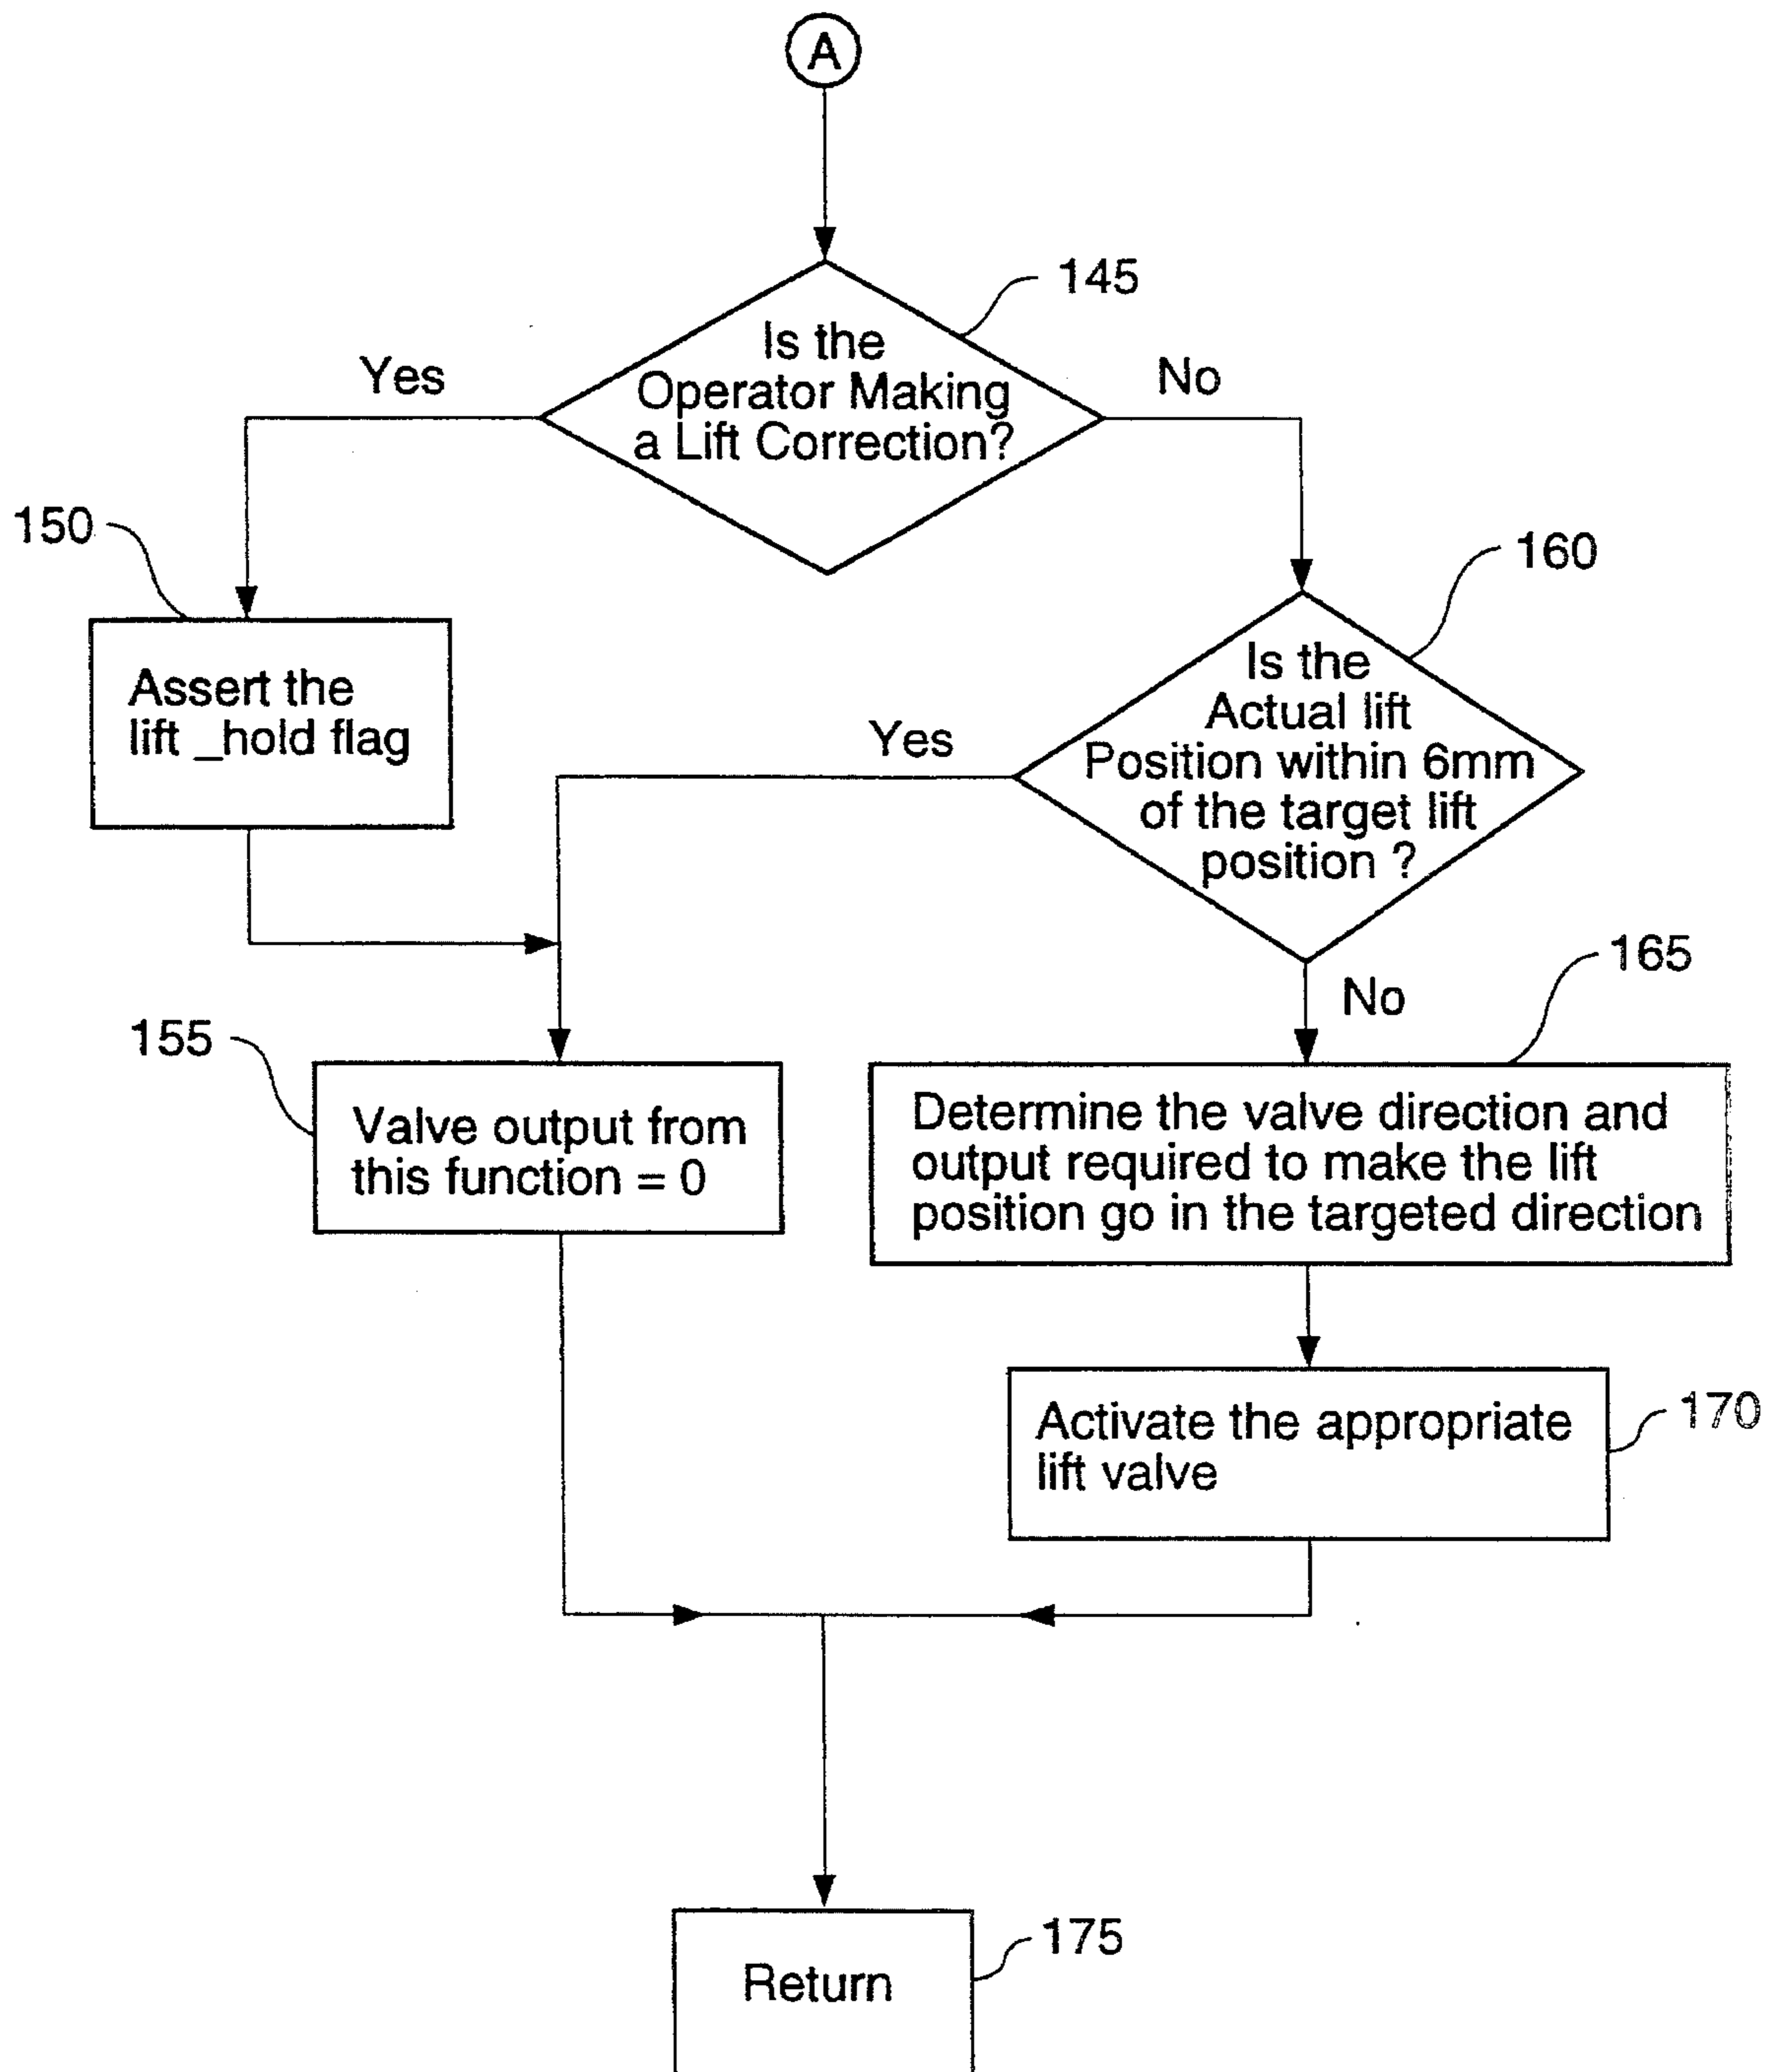 A
145
Is the
Operator Making
a Lift Correction?
Yes
No
150
Assert the
lift _hold flag
160
Is the
Actual lift
Position within 6mm
of the target lift
position ?
Yes
No
155
Valve output from
this function = 0
165
Determine the valve direction and
output required to make the lift
position go in the targeted direction
170
Activate the appropriate
lift valve
175
Return